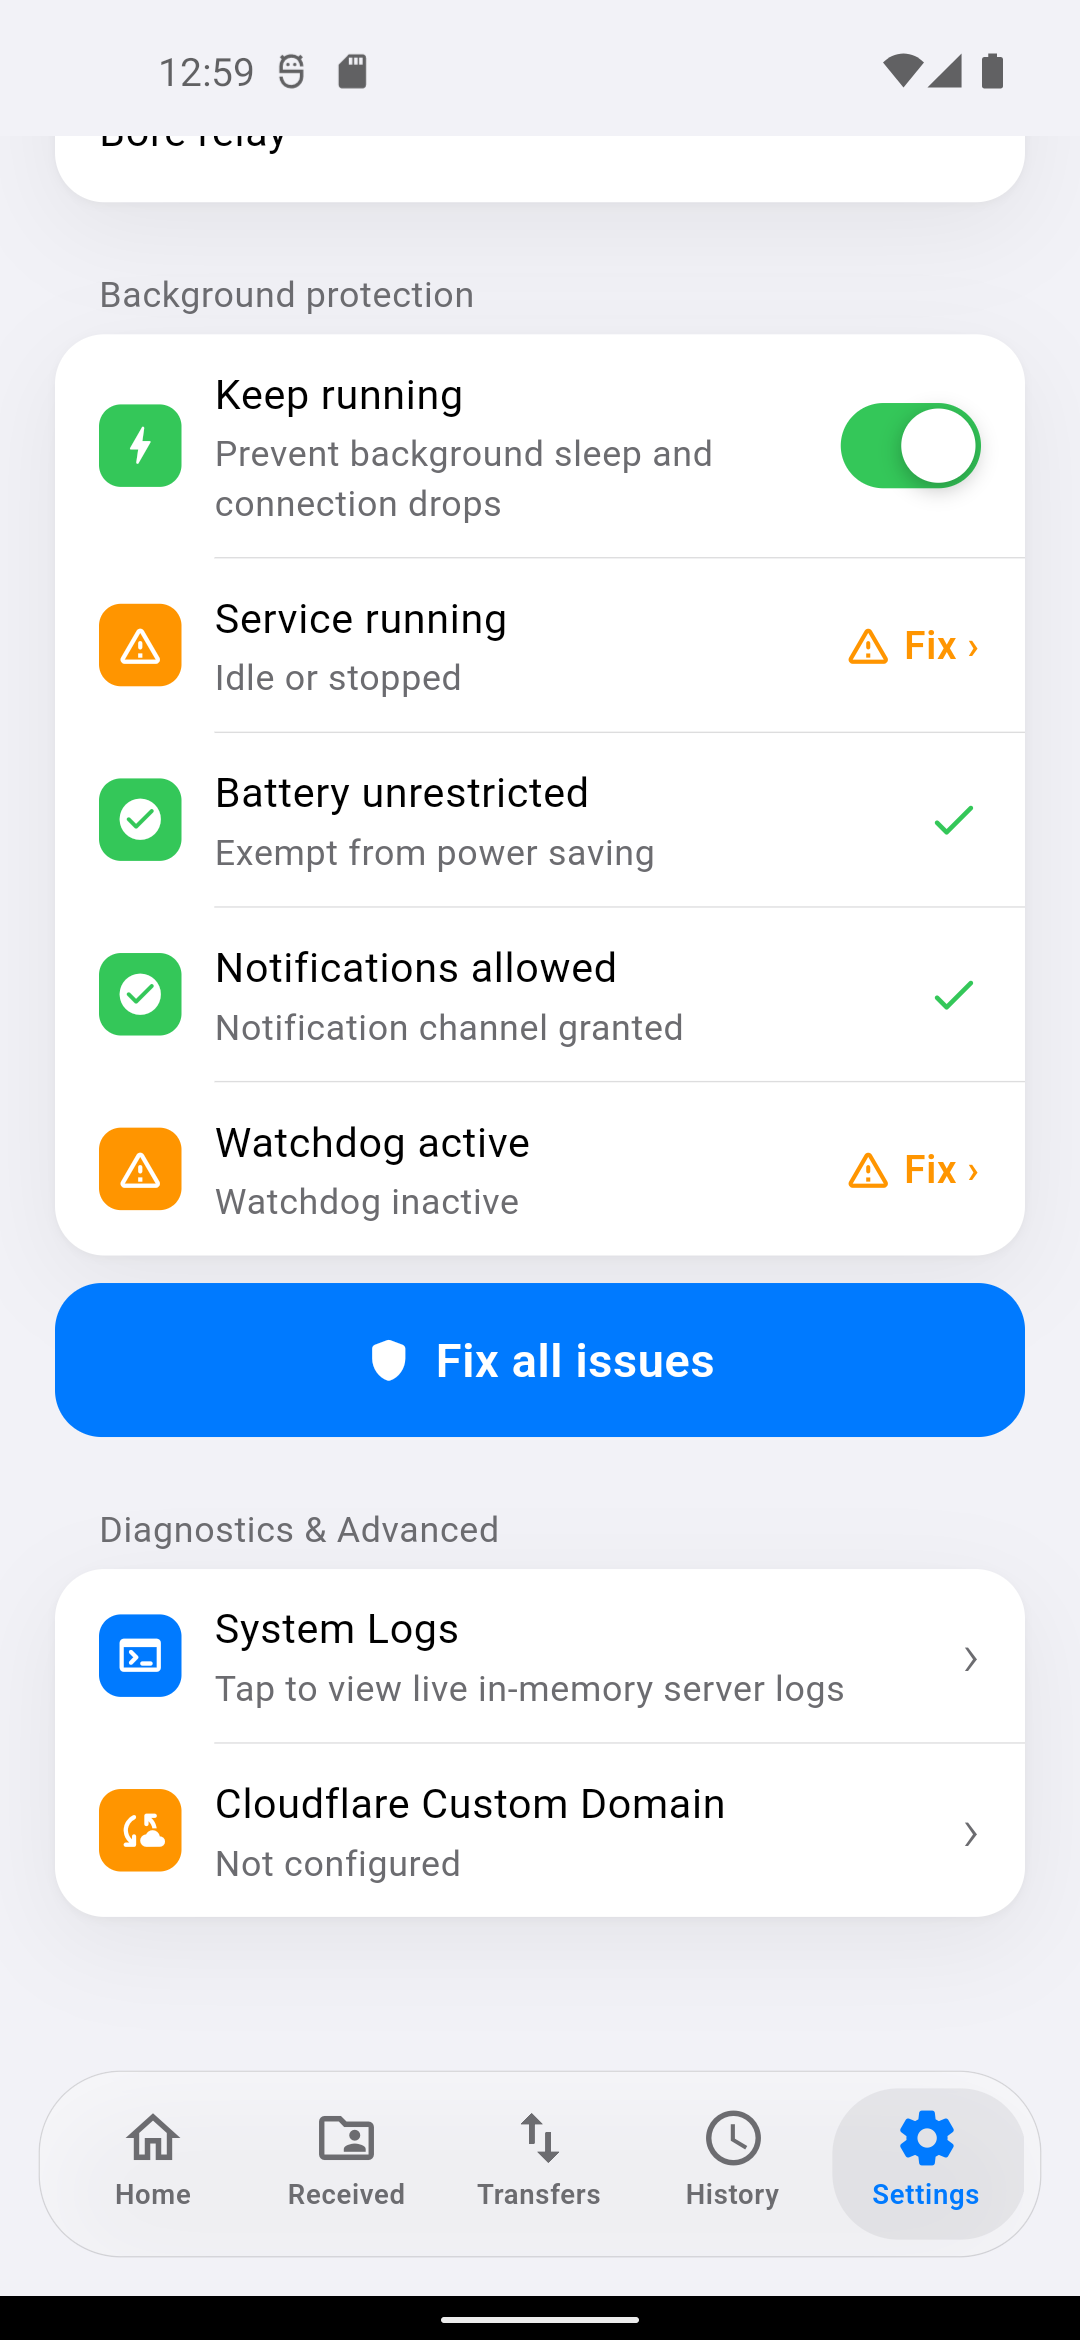 12:59
Bore relay
Background protection
Keep running
Prevent background sleep and
connection drops
Service running
Idle or stopped
Fix ›
Battery unrestricted
Exempt from power saving
Notifications allowed
Notification channel granted
Watchdog active
Watchdog inactive
Fix ›
Fix all issues
Diagnostics & Advanced
System Logs
Tap to view live in-memory server logs
Cloudflare Custom Domain
Not configured
Home
Received
Transfers
History
Settings